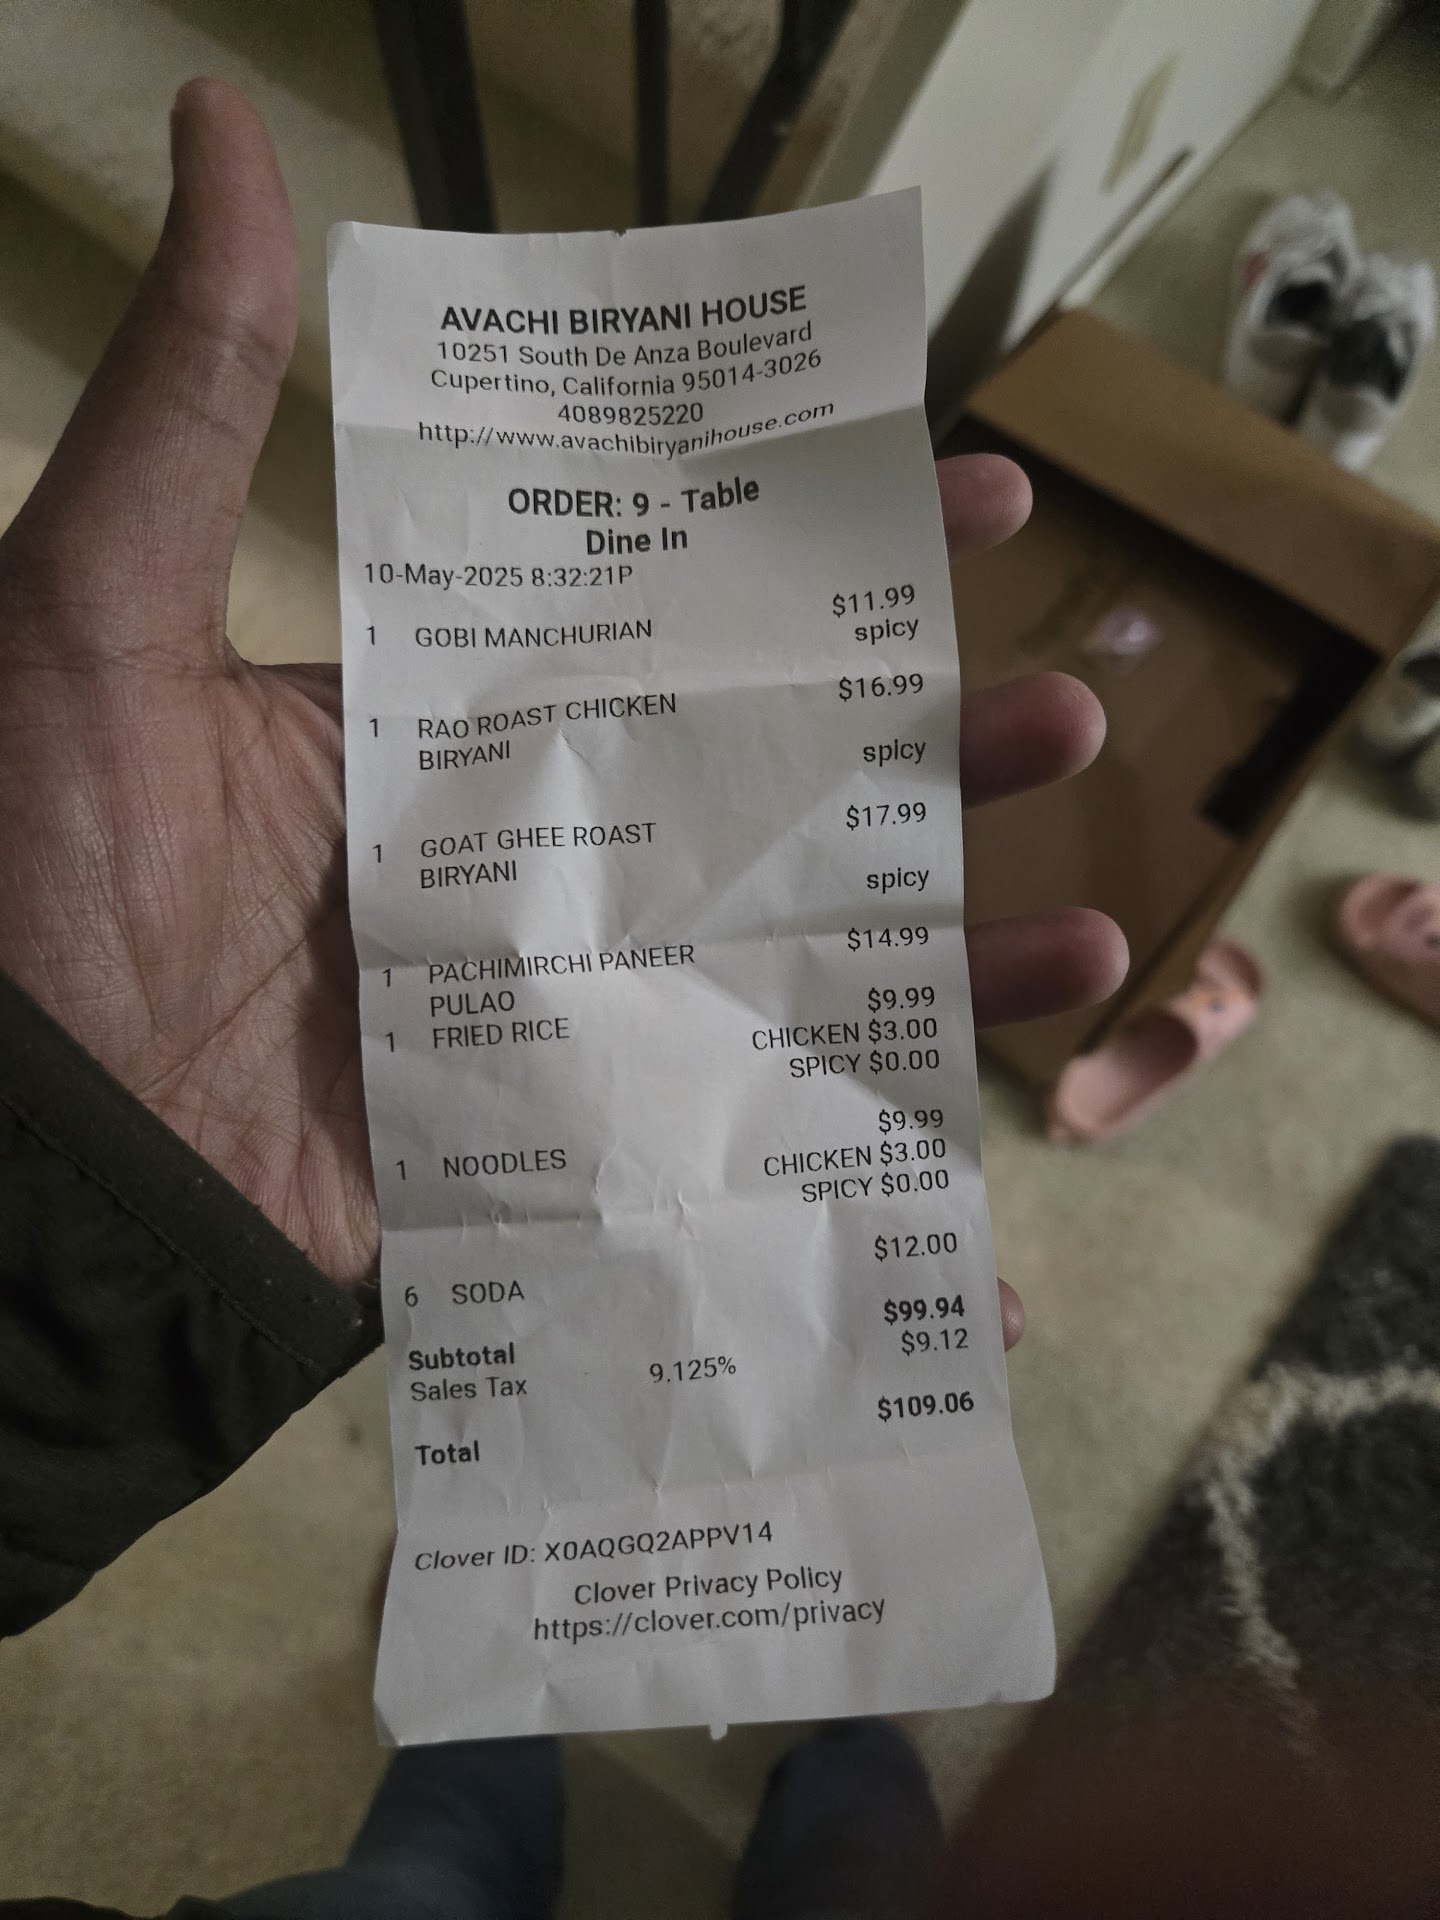 AVACHI BIRYANI HOUSE
10251 South De Anza Boulevard
Cupertino, California 95014-3026
4089825220
http://www.avachibiryanihouse.com
ORDER: 9 - Table
Dine In
10-May-2025 8:32:21P
1 GOBI MANCHURIAN $11.99
spicy
1 RAO ROAST CHICKEN $16.99
BIRYANI
spicy
1 GOAT GHEE ROAST $17.99
BIRYANI
spicy
1 PACHIMIRCHI PANEER $14.99
PULAO
1 FRIED RICE $9.99
CHICKEN $3.00
SPICY $0.00
1 NOODLES $9.99
CHICKEN $3.00
SPICY $0.00
6 SODA $12.00
Subtotal $99.94
Sales Tax 9.125% $9.12
Total $109.06
Clover ID: X0AQGQ2APPV14
Clover Privacy Policy
https://clover.com/privacy